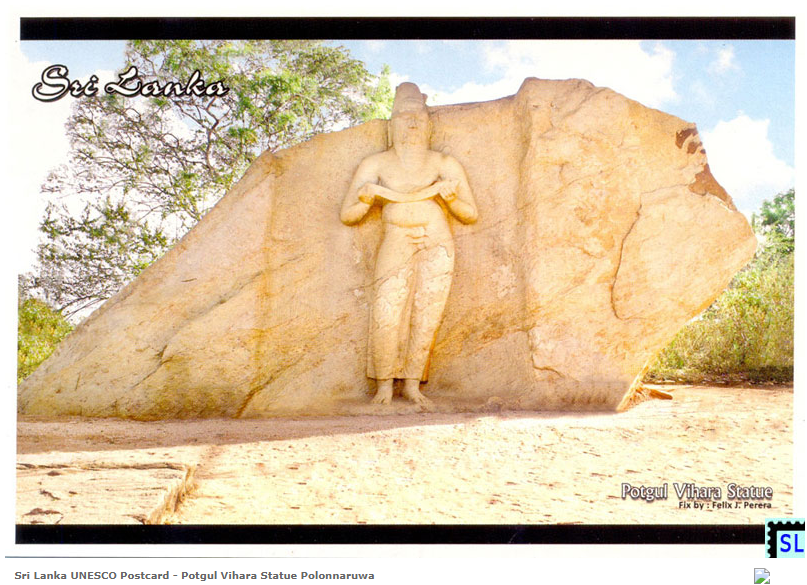 Sri Lanka
Potgul Vihara Statue
Fix by : Felix J. Perera
SL
Sri Lanka UNESCO Postcard - Potgul Vihara Statue Polonnaruwa